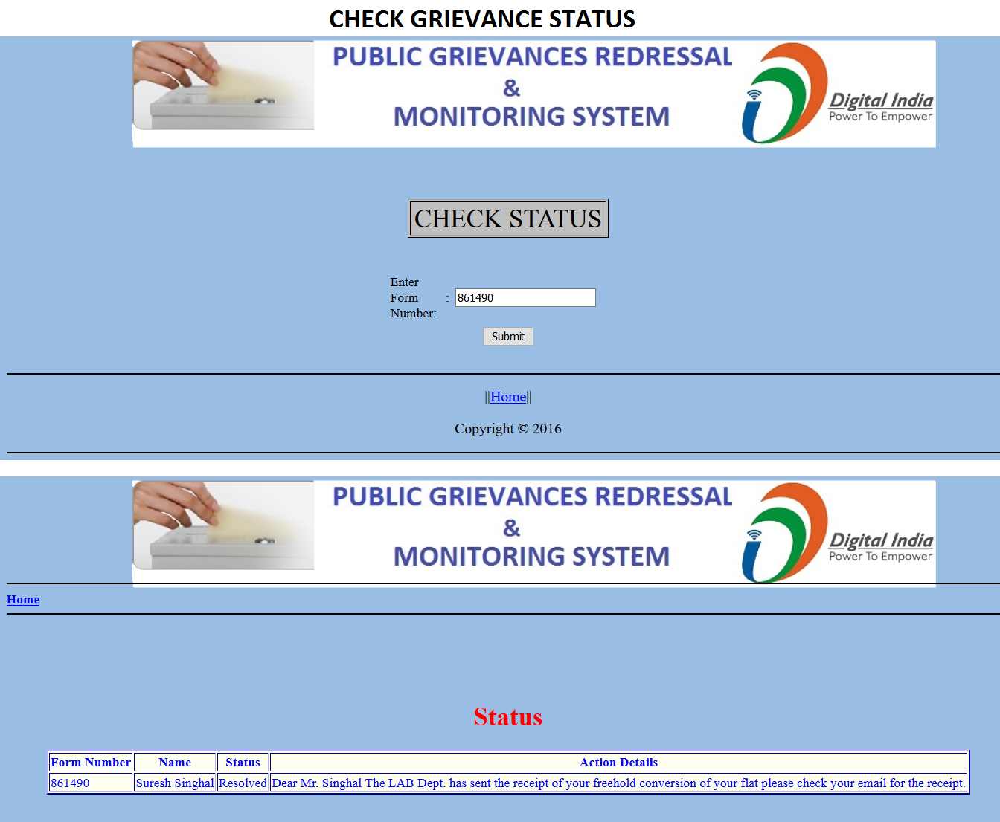 CHECK GRIEVANCE STATUS
PUBLIC GRIEVANCES REDRESSAL
&
MONITORING SYSTEM
Digital India
Power To Empower
CHECK STATUS
Enter
Form : 861490
Number:
Submit
||Home||
Copyright © 2016
PUBLIC GRIEVANCES REDRESSAL
&
MONITORING SYSTEM
Digital India
Power To Empower
Home
Status
Form Number Name Status Action Details
861490 Suresh Singhal Resolved Dear Mr. Singhal The LAB Dept. has sent the receipt of your freehold conversion of your flat please check your email for the receipt.